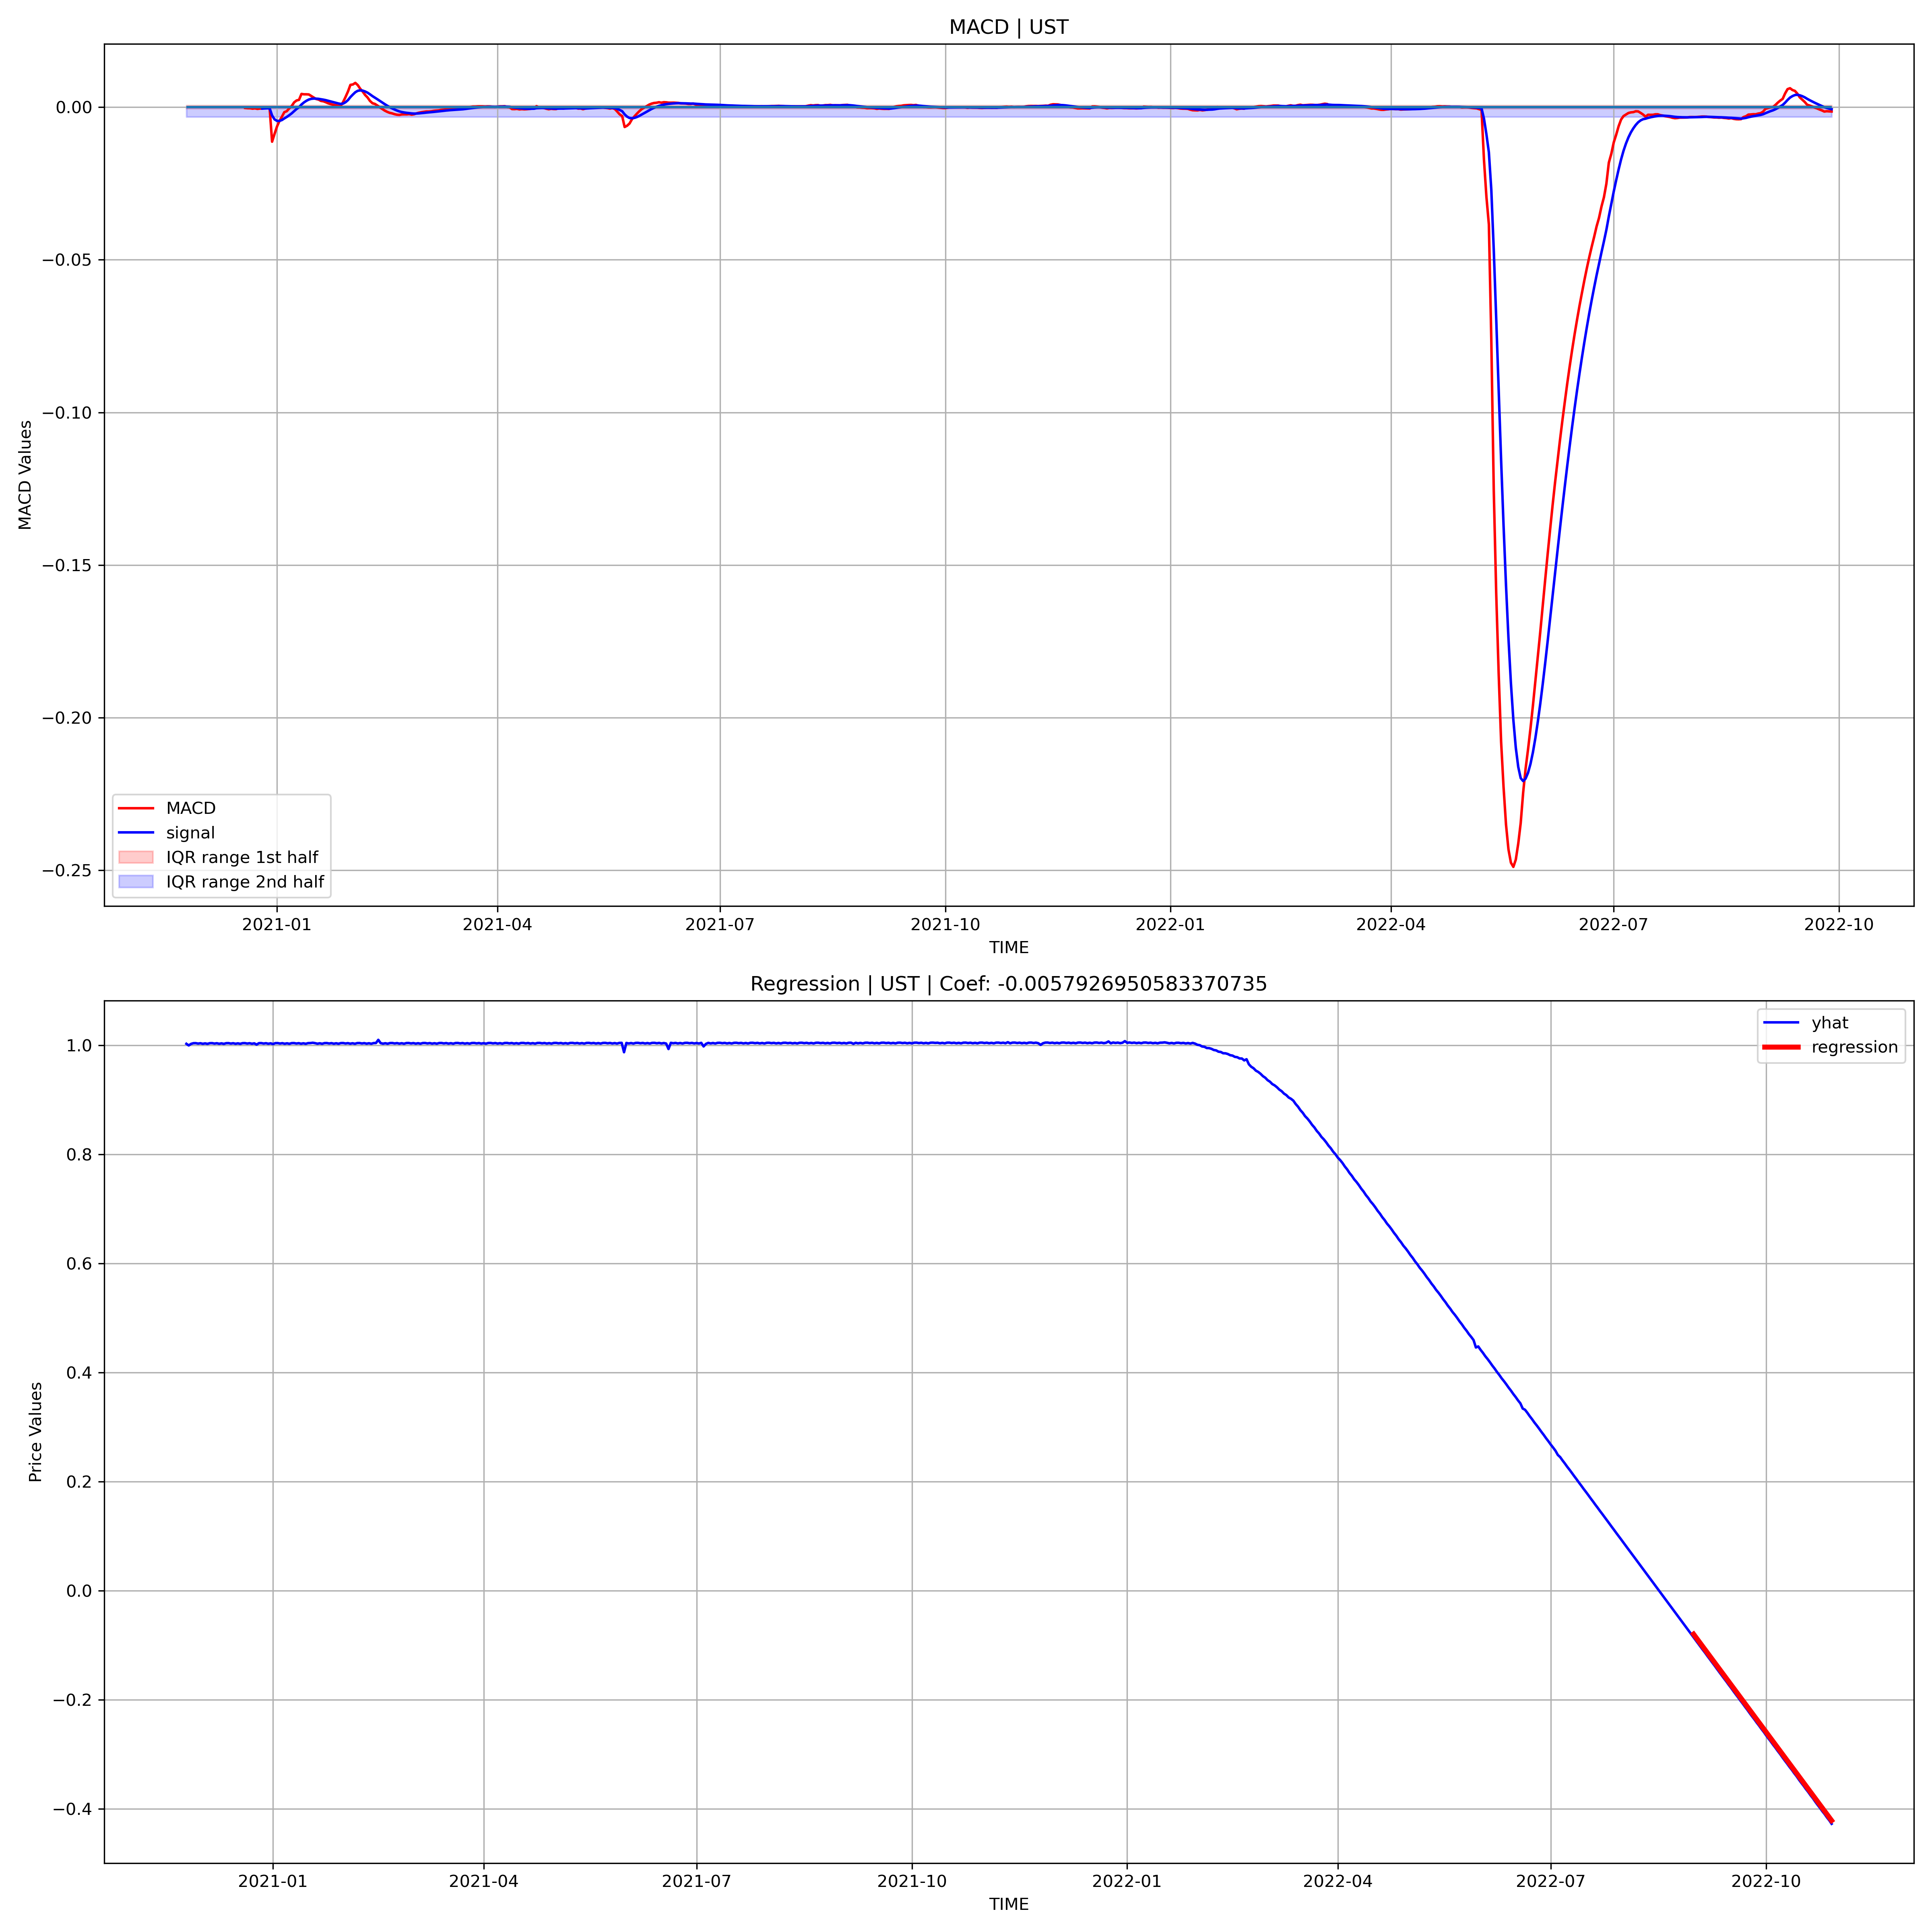 MACD | UST
0.00
−0.05
−0.10
−0.15
−0.20
−0.25
MACD Values
MACD
signal
IQR range 1st half
IQR range 2nd half
2021-01 2021-04 2021-07 2021-10 2022-01 2022-04 2022-07 2022-10
TIME
Regression | UST | Coef: -0.0057926950583370735
yhat
regression
1.0
0.8
0.6
0.4
0.2
0.0
−0.2
−0.4
Price Values
2021-01 2021-04 2021-07 2021-10 2022-01 2022-04 2022-07 2022-10
TIME